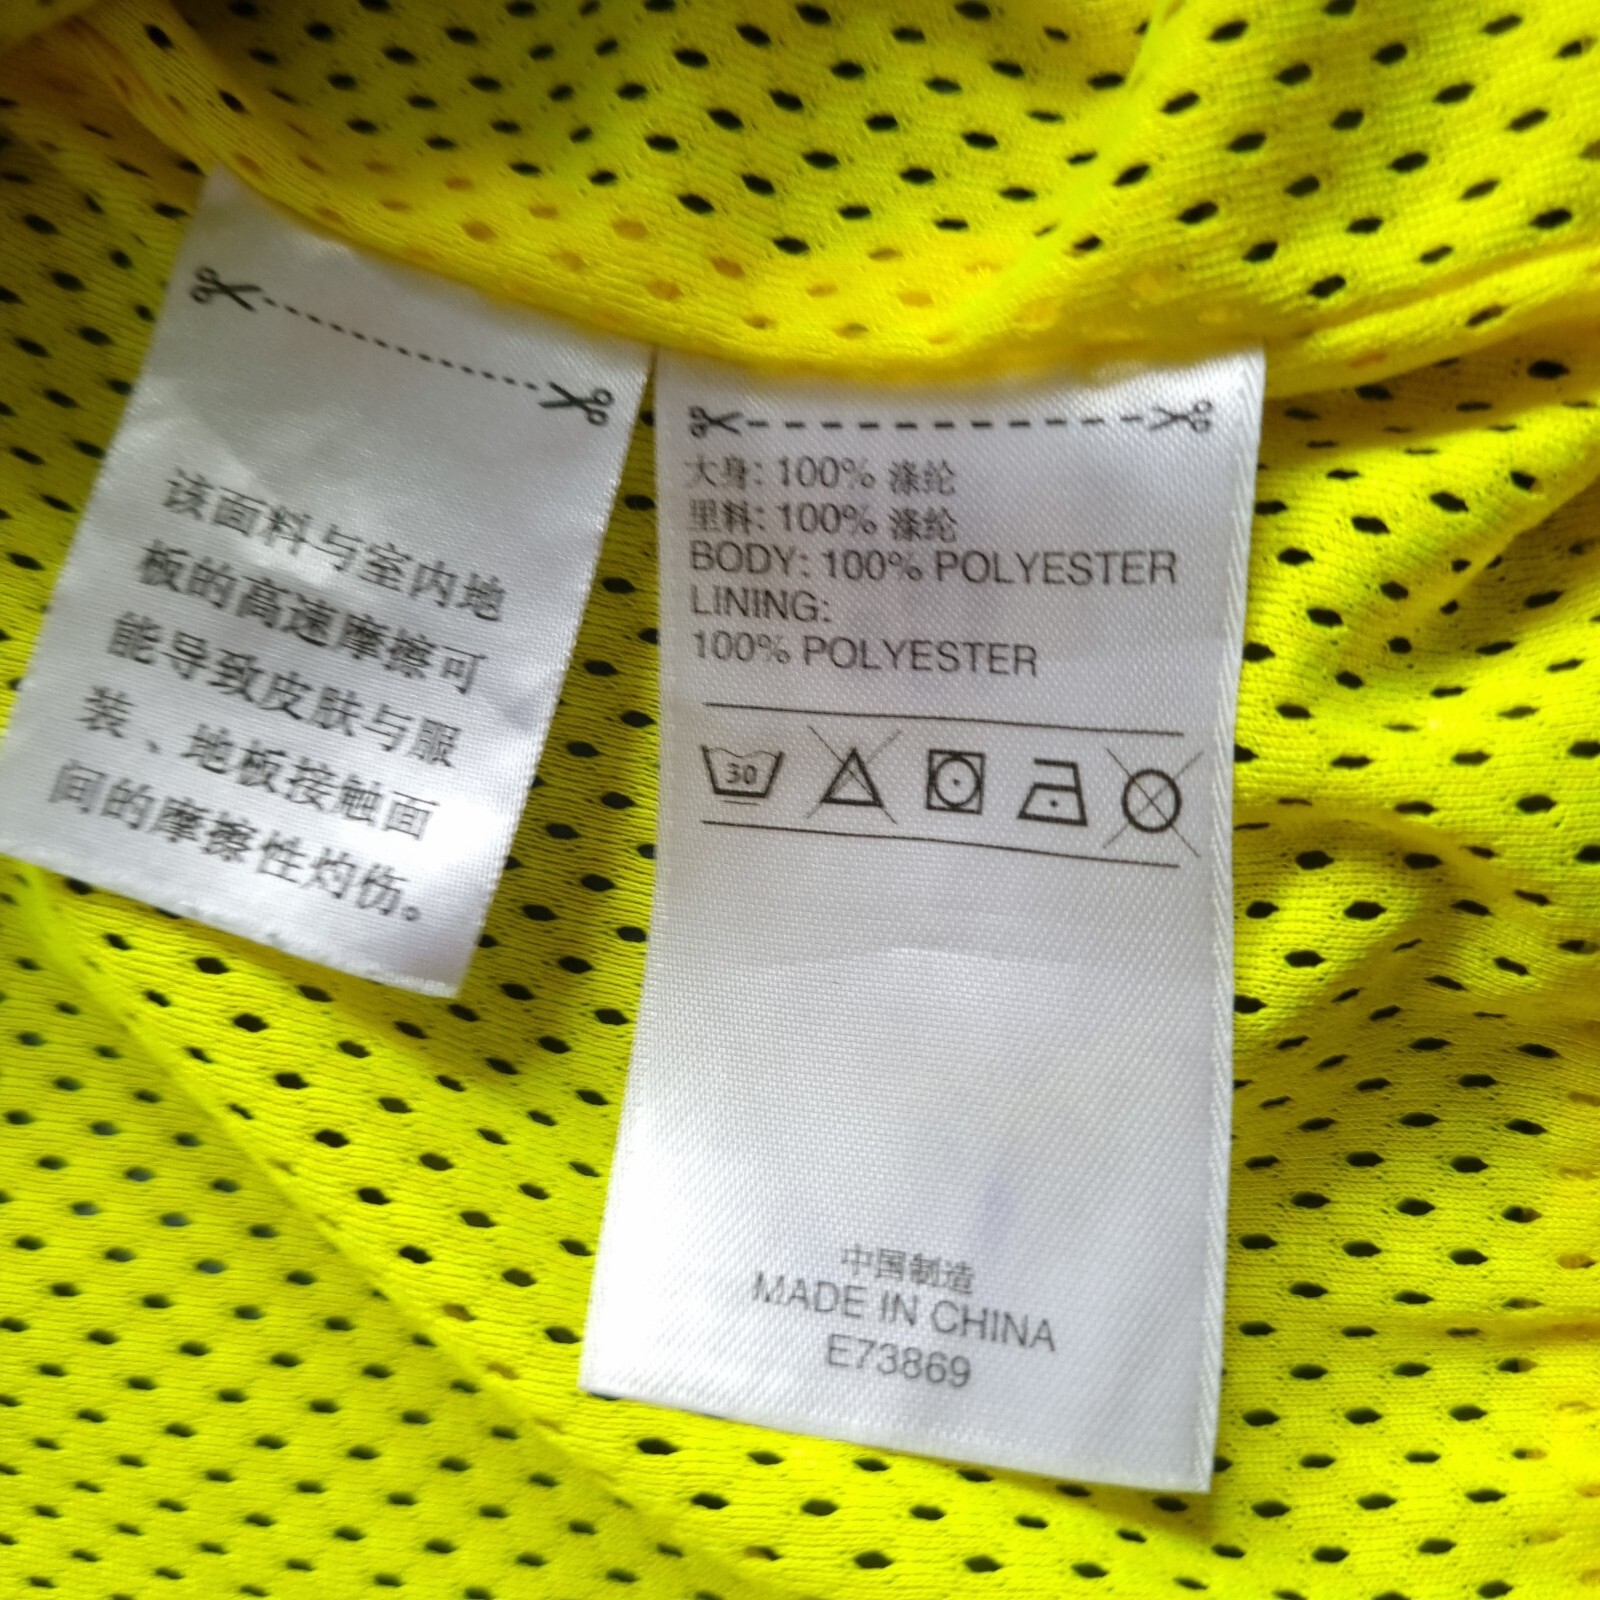 该面料与室内地
板的高速摩擦可
能导致皮肤与服
装、地板接触面
间的摩擦性灼伤。
大身: 100% 涤纶
里料: 100% 涤纶
BODY: 100% POLYESTER
LINING:
100% POLYESTER
30
中国制造
MADE IN CHINA
E73869